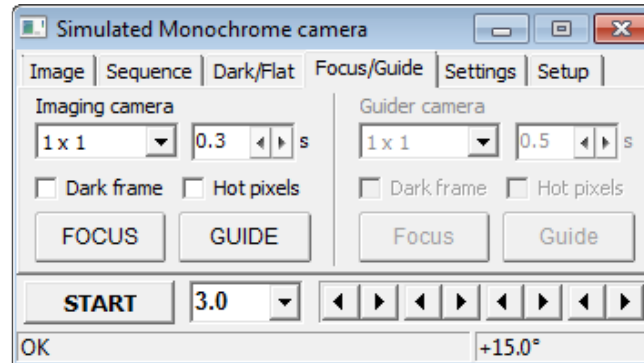 Simulated Monochrome camera
Image Sequence Dark/Flat Focus/Guide Settings Setup
Imaging camera Guider camera
1 x 1 0.3 s 1 x 1 0.5 s
Dark frame Hot pixels Dark frame Hot pixels
FOCUS GUIDE Focus Guide
START 3.0
OK +15.0°